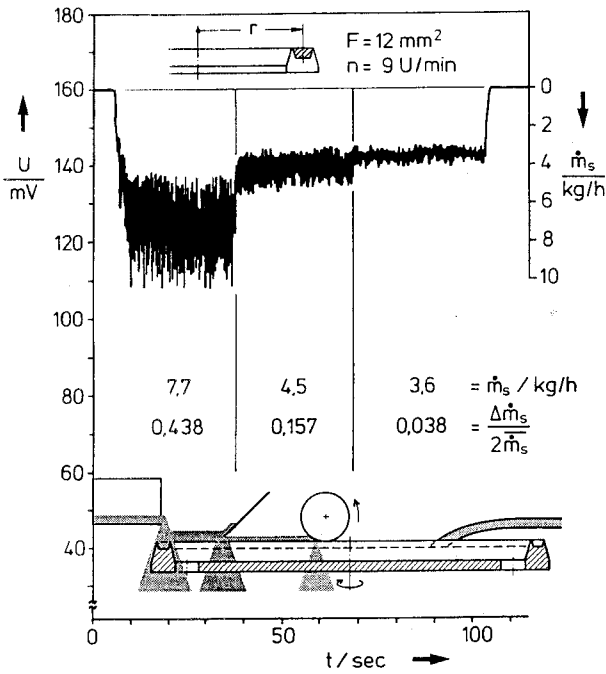 180
160
140
120
100
80
60
40
0
50
100
U
mV
t / sec
r
F = 12 mm²
n = 9 U/min
0
2
4
6
8
10
ṁs
kg/h
7,7 4,5 3,6 = ṁs / kg/h
0,438 0,157 0,038 = Δṁs
2ṁs